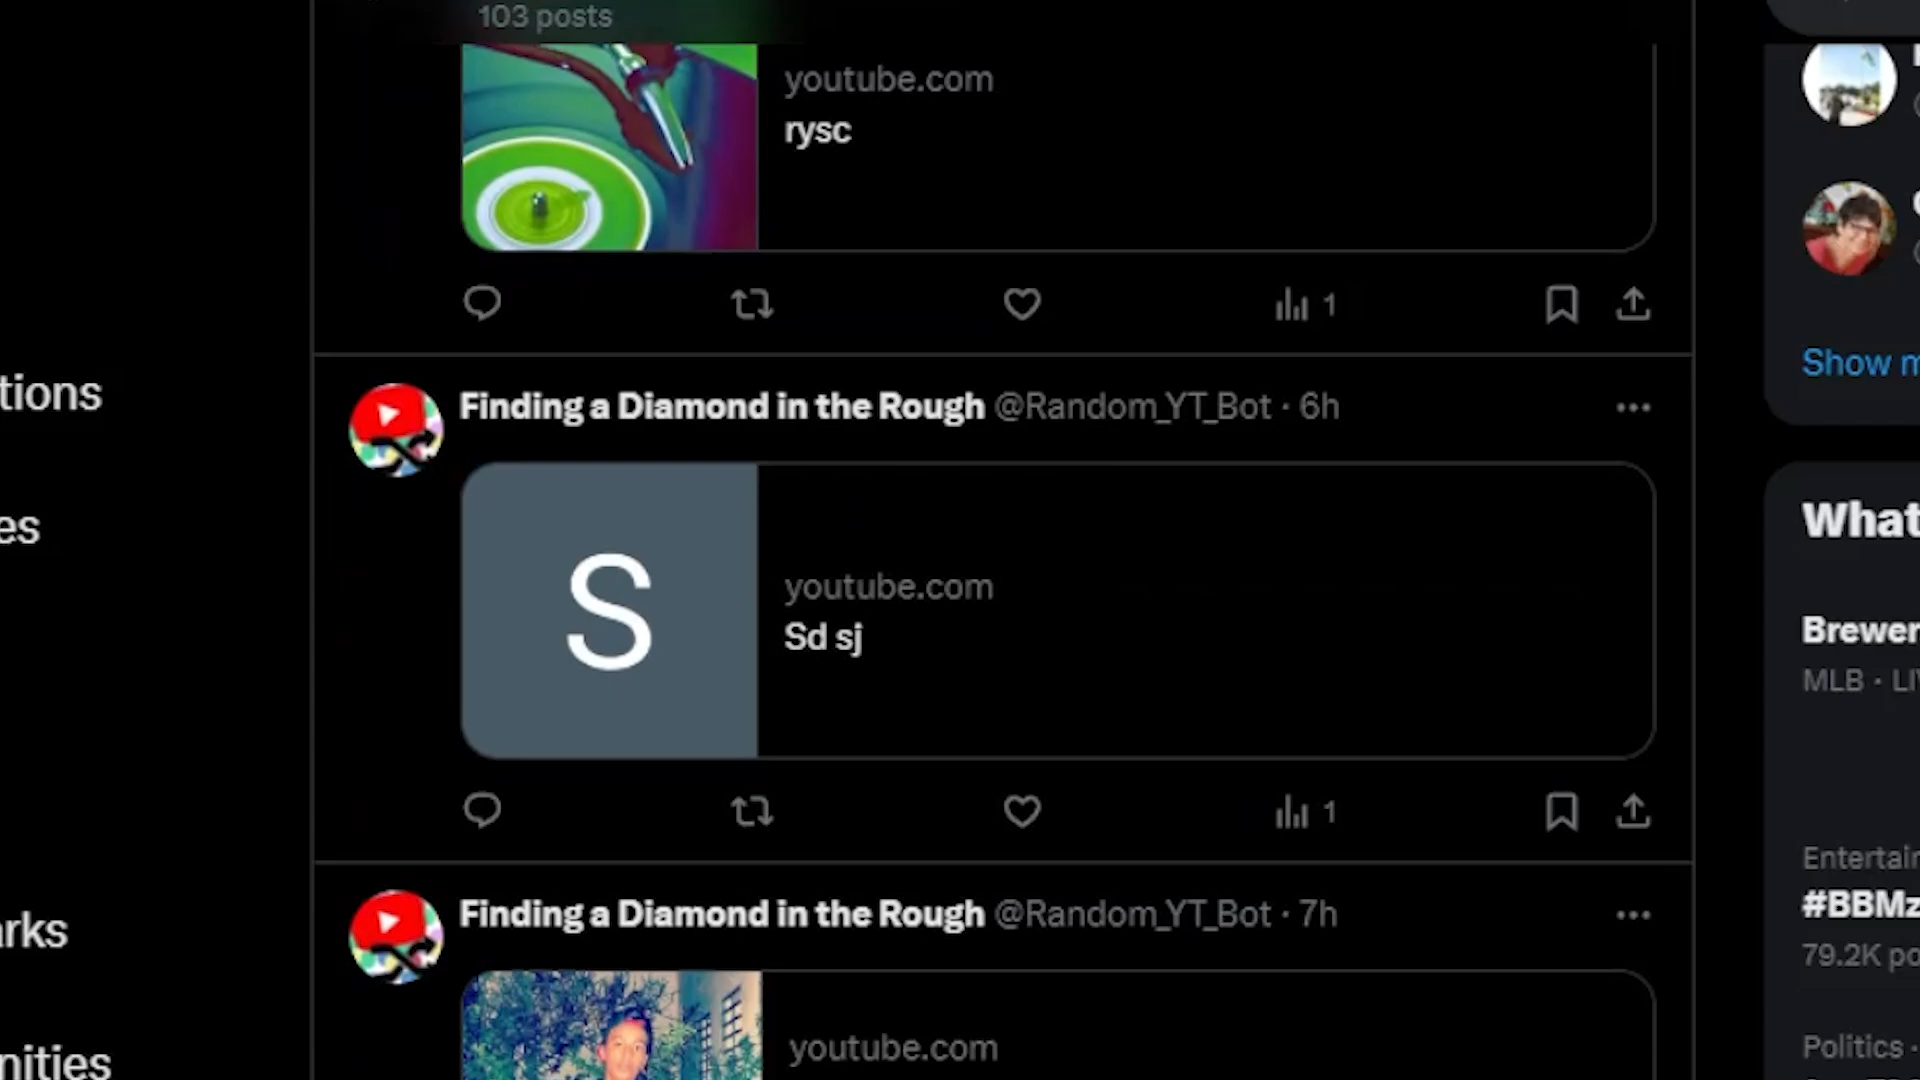 103 posts
youtube.com
rysc
1
Show m
tions
Finding a Diamond in the Rough @Random_YT_Bot · 6h
es
S
youtube.com
Sd sj
What
Brewer
MLB · LI
1
Entertain
#BBMz
79.2K po
arks
Finding a Diamond in the Rough @Random_YT_Bot · 7h
youtube.com
Politics ·
nities